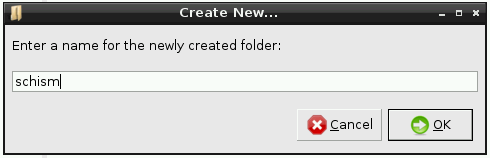 Create New...
Enter a name for the newly created folder:
schism
Cancel
OK